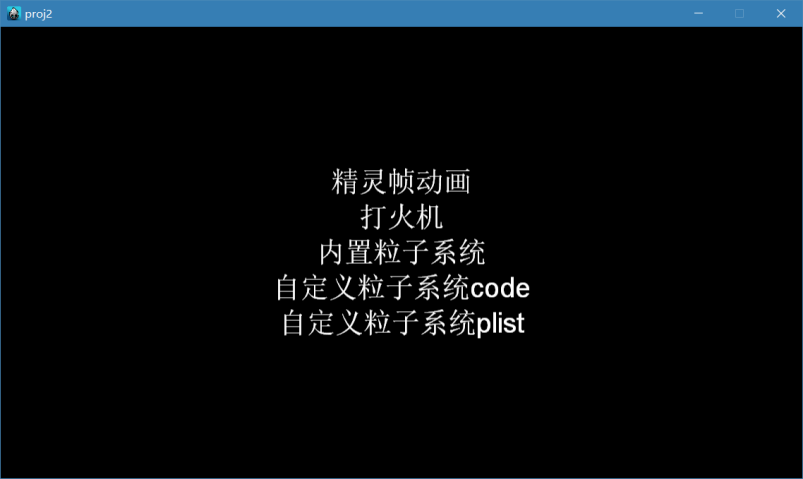 proj2
精灵帧动画
打火机
内置粒子系统
自定义粒子系统code
自定义粒子系统plist